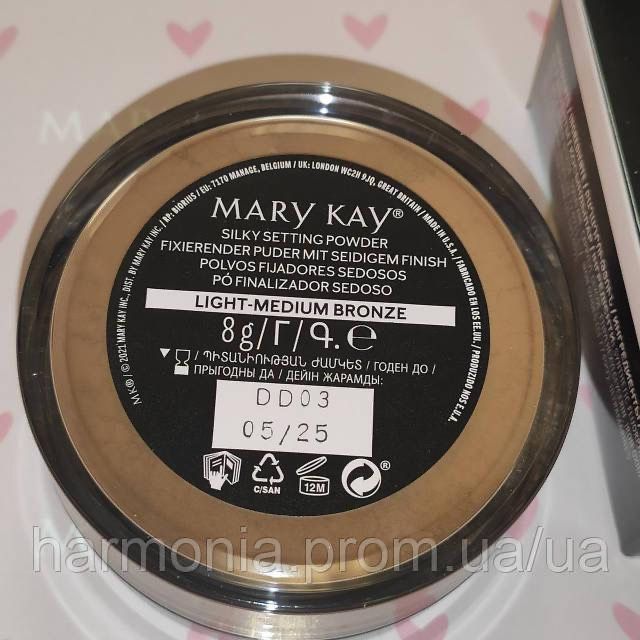 MK® | © 2021 MARY KAY INC., DIST. BY MARY KAY INC. / AP: BIORIUS / EU: 7170 MANAGE, BELGIUM / UK: LONDON WC2H 9JQ, GREAT BRITAIN / MADE IN U.S.A. / FABRICADO EN LOS EE.UU. / PRODUZIDO NOS E.U.A.
MARY KAY®
SILKY SETTING POWDER
FIXIERENDER PUDER MIT SEIDIGEM FINISH
POLVOS FIJADORES SEDOSOS
PÓ FINALIZADOR SEDOSO
LIGHT-MEDIUM BRONZE
8g/Г/Գ. ℮
/ ՊԻՏԱՆԻՈՒԹՅԱՆ ԺԱՄԿԵՏ / ГОДЕН ДО /
ПРЫГОДНЫ ДА / ДЕЙІН ЖАРАМДЫ:
DD03
05/25
C/SAN
12M
®
harmonia.prom.ua/ua